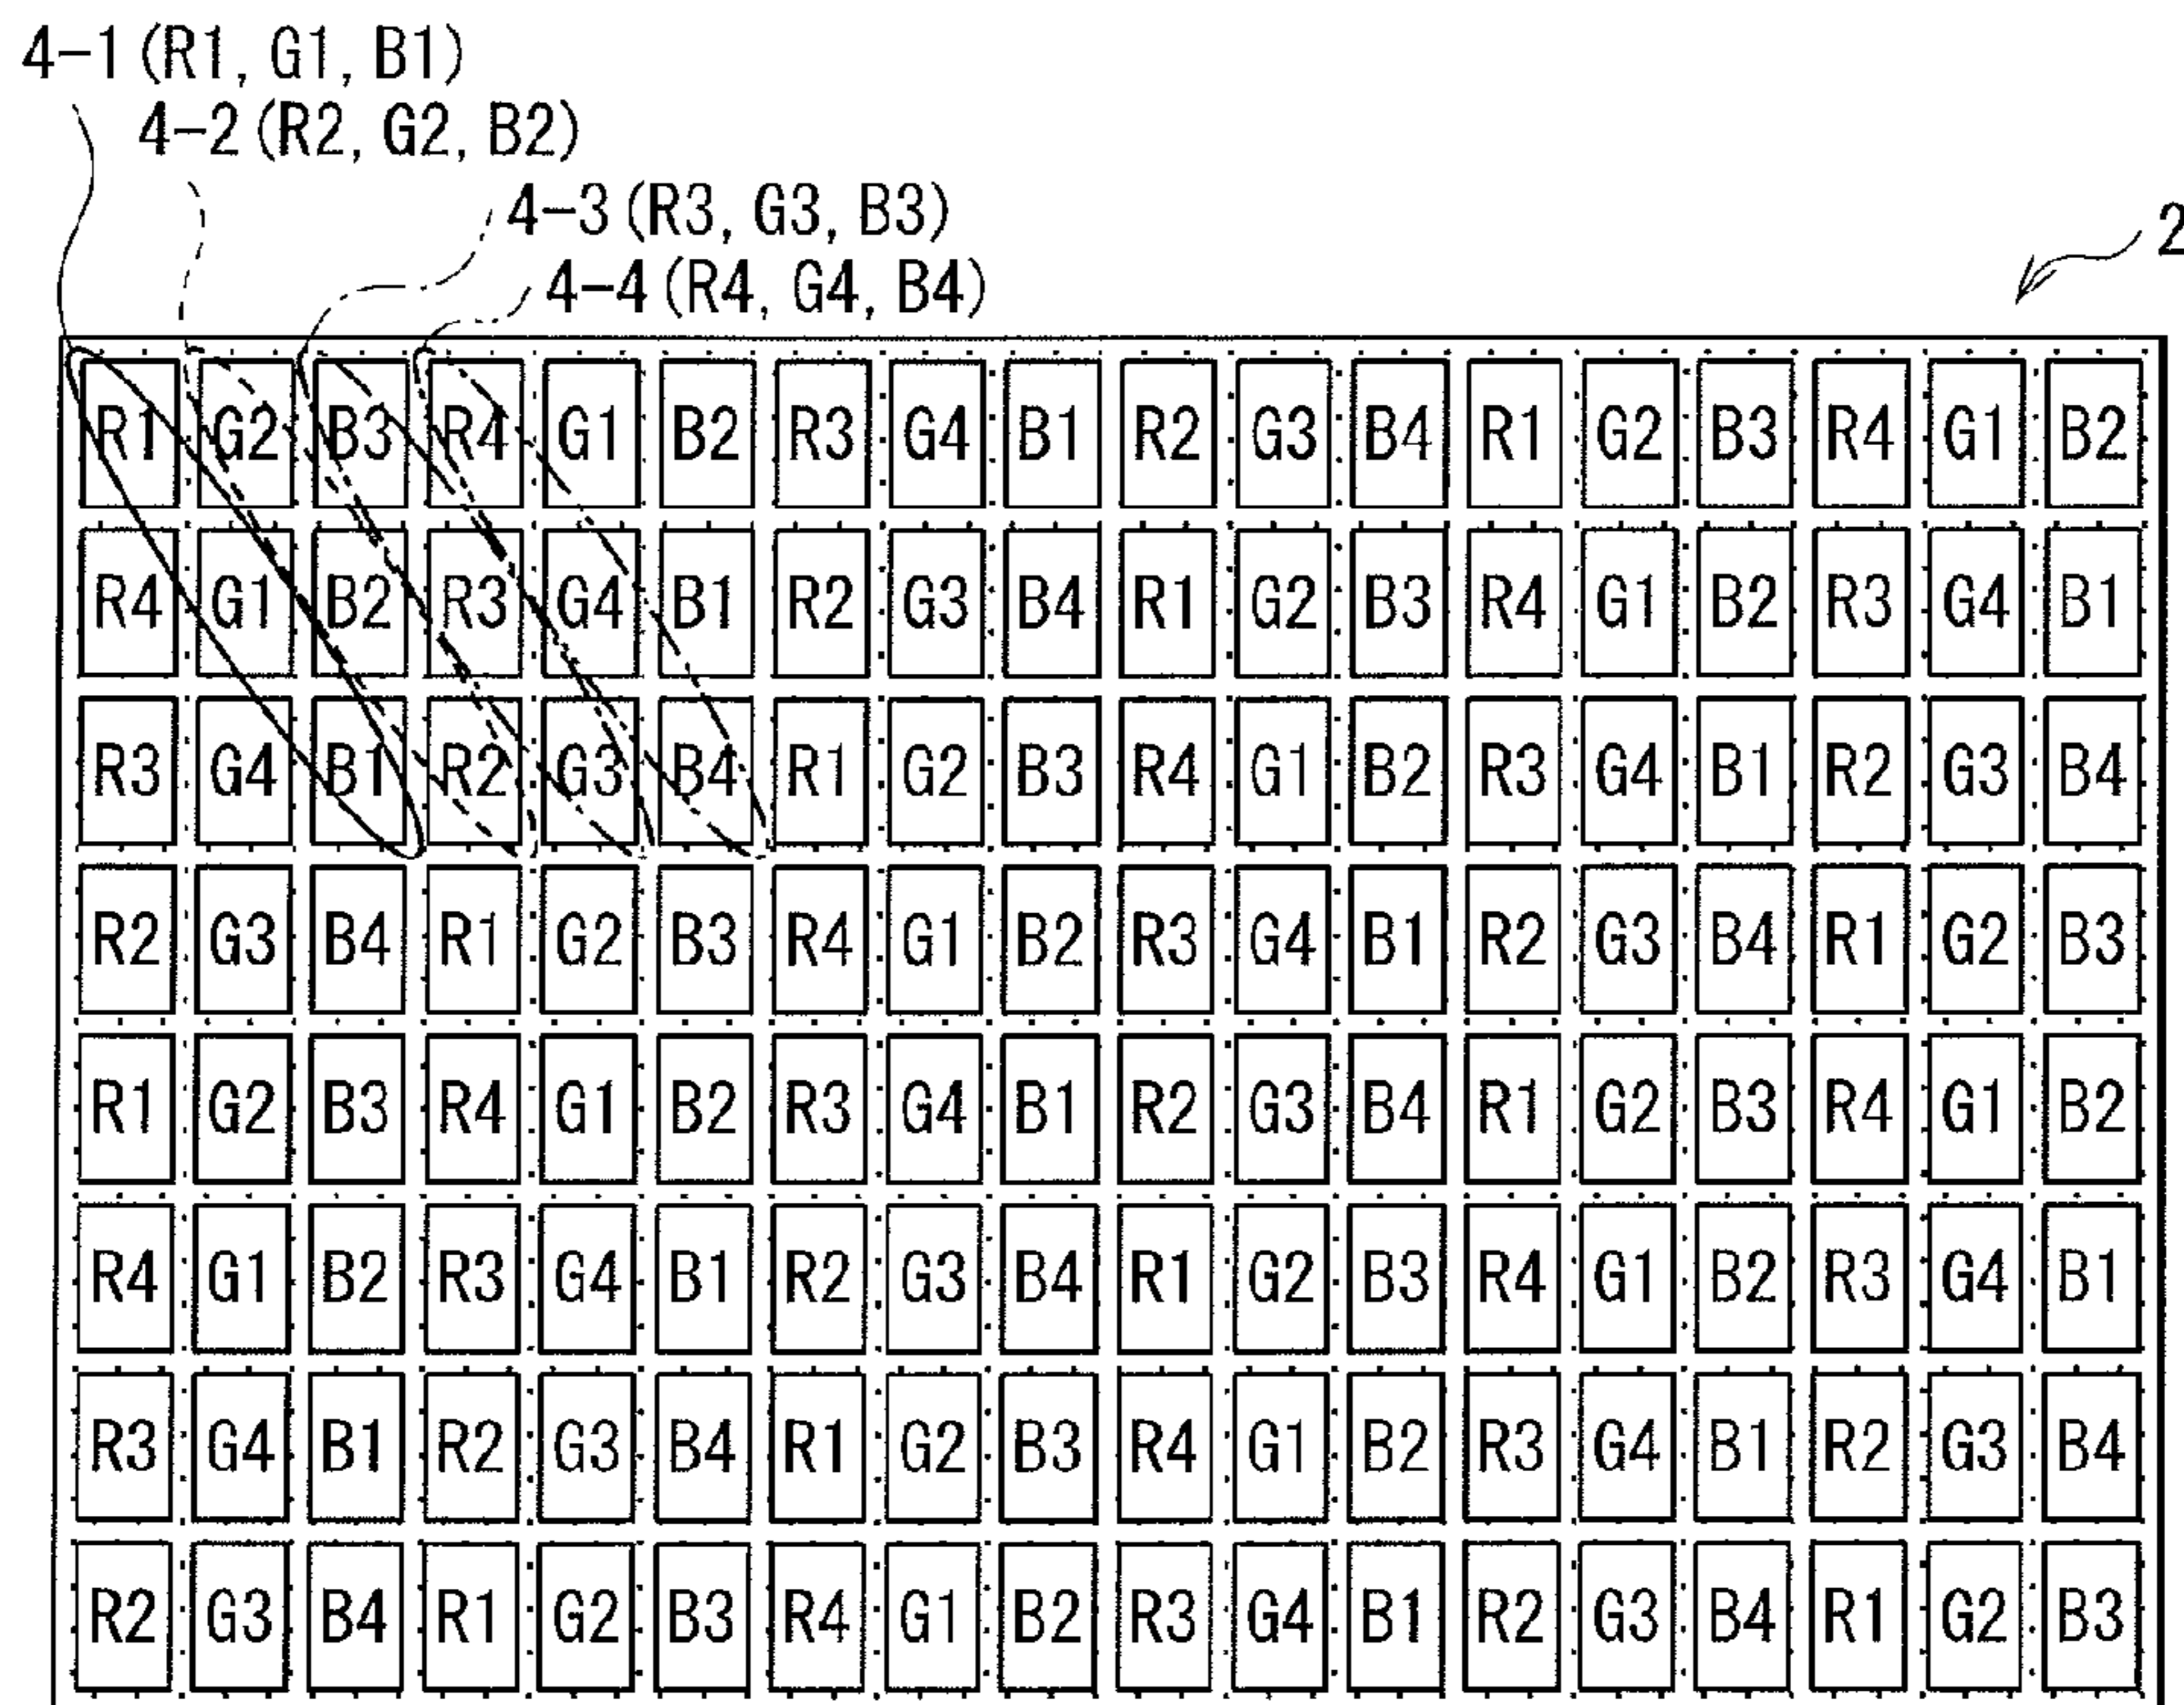 4-1 (R1, G1, B1)
4-2 (R2, G2, B2)
4-3 (R3, G3, B3)
2
4-4 (R4, G4, B4)
R1 G2 B3 R4 G1 B2 R3 G4 B1 R2 G3 B4 R1 G2 B3 R4 G1 B2
R4 G1 B2 R3 G4 B1 R2 G3 B4 R1 G2 B3 R4 G1 B2 R3 G4 B1
R3 G4 B1 R2 G3 B4 R1 G2 B3 R4 G1 B2 R3 G4 B1 R2 G3 B4
R2 G3 B4 R1 G2 B3 R4 G1 B2 R3 G4 B1 R2 G3 B4 R1 G2 B3
R1 G2 B3 R4 G1 B2 R3 G4 B1 R2 G3 B4 R1 G2 B3 R4 G1 B2
R4 G1 B2 R3 G4 B1 R2 G3 B4 R1 G2 B3 R4 G1 B2 R3 G4 B1
R3 G4 B1 R2 G3 B4 R1 G2 B3 R4 G1 B2 R3 G4 B1 R2 G3 B4
R2 G3 B4 R1 G2 B3 R4 G1 B2 R3 G4 B1 R2 G3 B4 R1 G2 B3